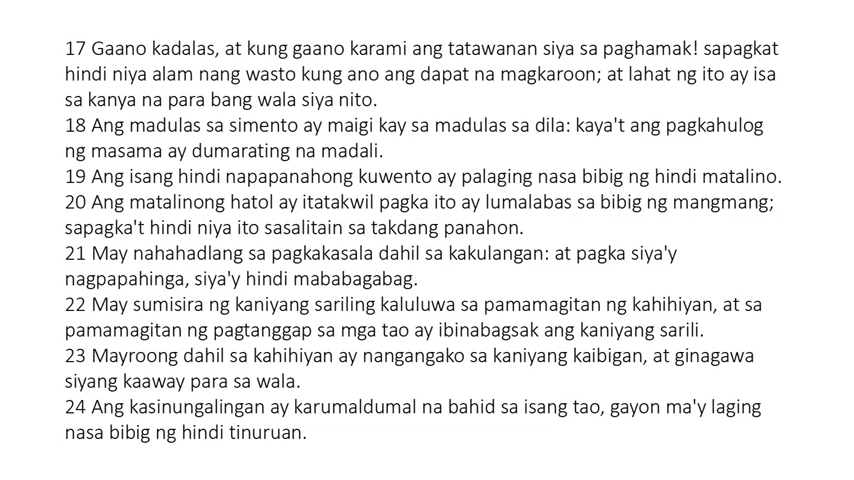 17 Gaano kadalas, at kung gaano karami ang tatawanan siya sa paghamak! sapagkat
hindi niya alam nang wasto kung ano ang dapat na magkaroon; at lahat ng ito ay isa
sa kanya na para bang wala siya nito.
18 Ang madulas sa simento ay maigi kay sa madulas sa dila: kaya't ang pagkahulog
ng masama ay dumarating na madali.
19 Ang isang hindi napapanahong kuwento ay palaging nasa bibig ng hindi matalino.
20 Ang matalinong hatol ay itatakwil pagka ito ay lumalabas sa bibig ng mangmang;
sapagka't hindi niya ito sasalitain sa takdang panahon.
21 May nahahadlang sa pagkakasala dahil sa kakulangan: at pagka siya'y
nagpapahinga, siya'y hindi mababagabag.
22 May sumisira ng kaniyang sariling kaluluwa sa pamamagitan ng kahihiyan, at sa
pamamagitan ng pagtanggap sa mga tao ay ibinabagsak ang kaniyang sarili.
23 Mayroong dahil sa kahihiyan ay nangangako sa kaniyang kaibigan, at ginagawa
siyang kaaway para sa wala.
24 Ang kasinungalingan ay karumaldumal na bahid sa isang tao, gayon ma'y laging
nasa bibig ng hindi tinuruan.